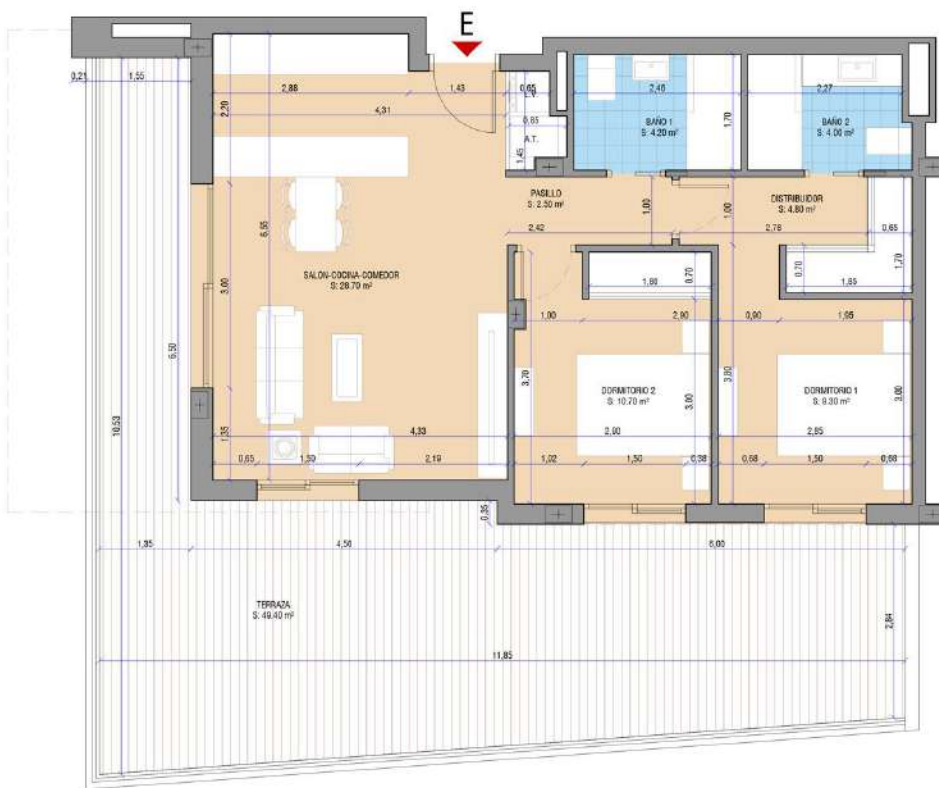 E
0,21
1,55
2,88
1,43
0,65
2,46
2,27
2,20
4,31
L.V.
0,85
A.T.
1,45
BAÑO 1
S: 4.20 m²
1,70
BAÑO 2
S: 4.00 m²
PASILLO
S: 2.50 m²
DISTRIBUIDOR
S: 4.80 m²
1,00
1,00
2,42
2,78
0,65
6,55
SALON-COCINA-COMEDOR
S: 28.70 m²
3,00
0,70
1,80
0,70
1,70
1,85
1,00
2,90
0,90
1,95
6,50
10,53
3,70
DORMITORIO 2
S: 10.70 m²
3,00
3,80
DORMITORIO 1
S: 9.30 m²
3,00
1,35
4,33
2,90
2,85
0,65
1,50
2,19
1,02
1,50
0,38
0,68
1,50
0,68
0,35
1,35
4,50
6,00
TERRAZA
S: 49.40 m²
2,84
11,85